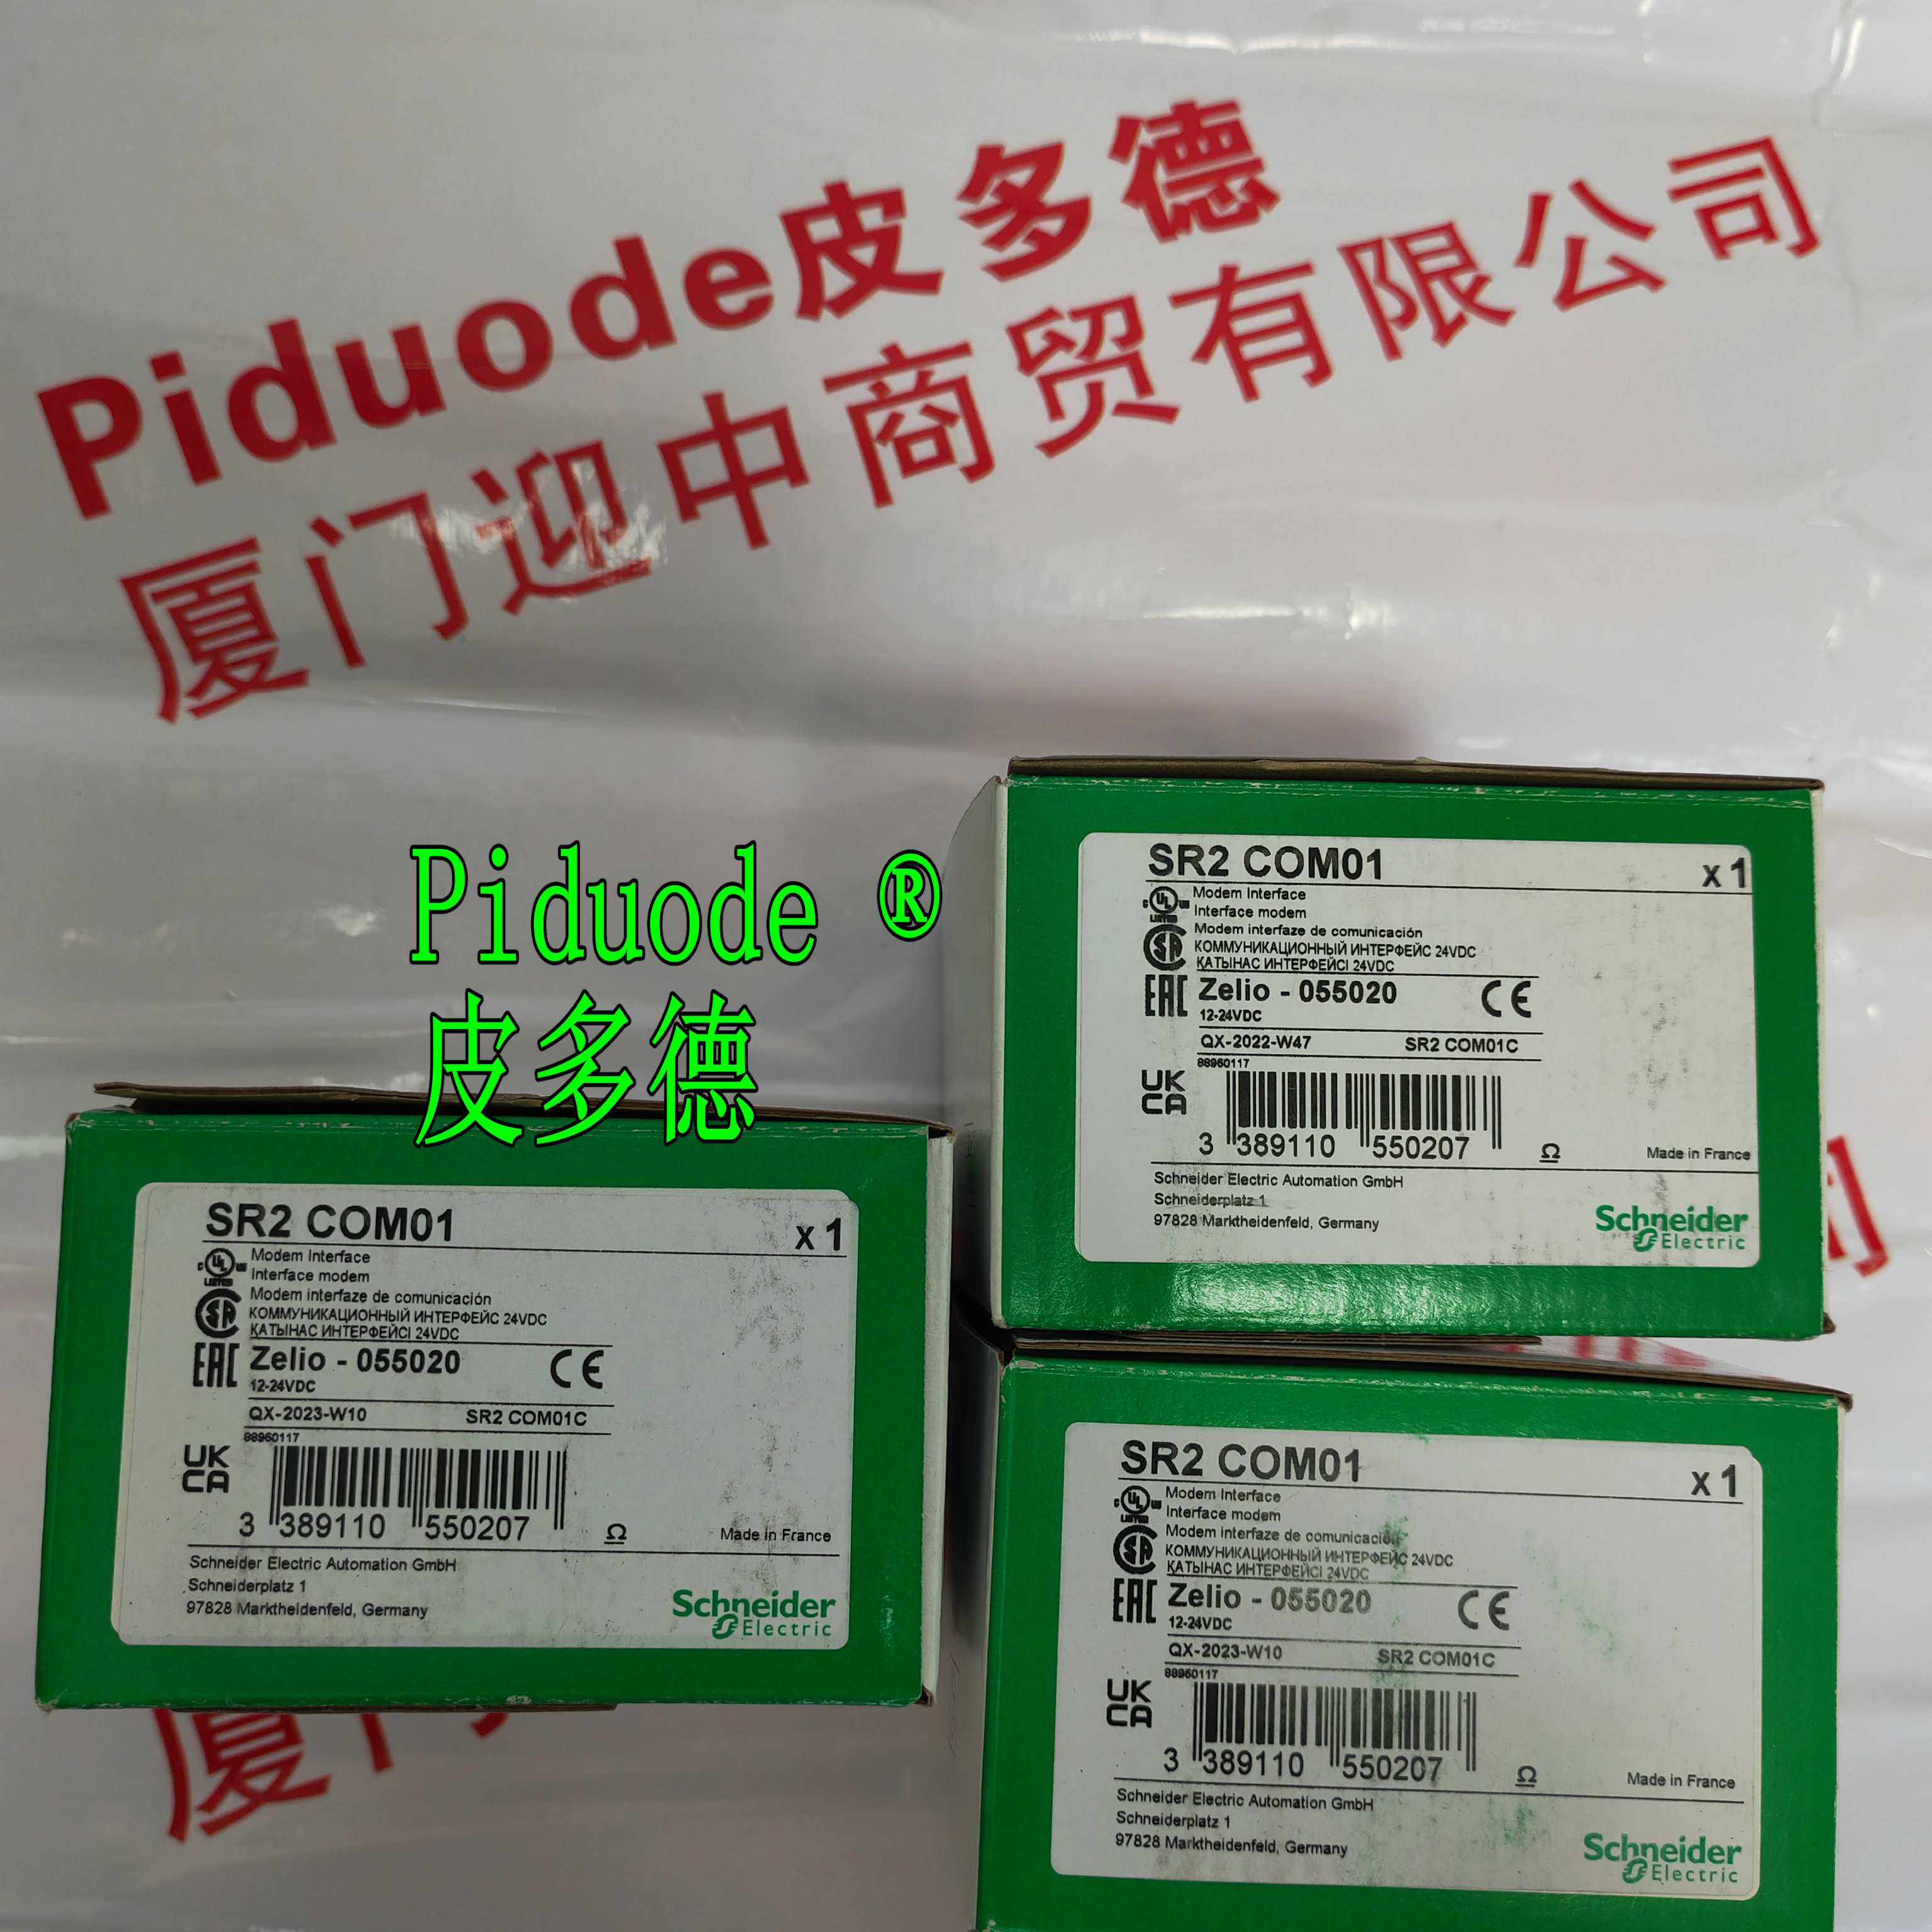 Piduode皮多德
厦门迎中商贸有限公司
Piduode ®
皮多德
SR2 COM01
x 1
Modem Interface
Interface modem
Modem interfaze de comunicación
КОММУНИКАЦИОННЫЙ ИНТЕРФЕЙС 24VDC
ҚАТЫНАС ИНТЕРФЕЙСІ 24VDC
Zelio - 055020
12-24VDC
QX-2022-W47 SR2 COM01C
88960117
UK
CA
3 389110 550207
Made in France
Schneider Electric Automation GmbH
Schneiderplatz 1
97828 Marktheidenfeld, Germany
Schneider
Electric
SR2 COM01
x 1
Modem Interface
Interface modem
Modem interfaze de comunicación
КОММУНИКАЦИОННЫЙ ИНТЕРФЕЙС 24VDC
ҚАТЫНАС ИНТЕРФЕЙСІ 24VDC
Zelio - 055020
12-24VDC
QX-2023-W10 SR2 COM01C
88960117
UK
CA
3 389110 550207
Made in France
Schneider Electric Automation GmbH
Schneiderplatz 1
97828 Marktheidenfeld, Germany
Schneider
Electric
SR2 COM01
x 1
Modem Interface
Interface modem
Modem interfaze de comunicación
КОММУНИКАЦИОННЫЙ ИНТЕРФЕЙС 24VDC
ҚАТЫНАС ИНТЕРФЕЙСІ 24VDC
Zelio - 055020
12-24VDC
QX-2023-W10 SR2 COM01C
88960117
UK
CA
3 389110 550207
Made in France
Schneider Electric Automation GmbH
Schneiderplatz 1
97828 Marktheidenfeld, Germany
Schneider
Electric
厦